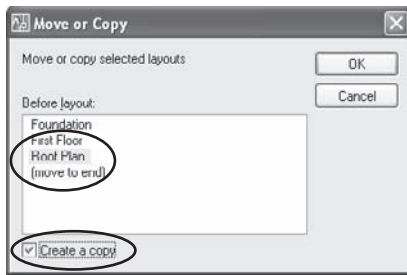 Move or Copy
Move or copy selected layouts
OK
Cancel
Before layout:
Foundation
First Floor
Roof Plan
(move to end)
Create a copy